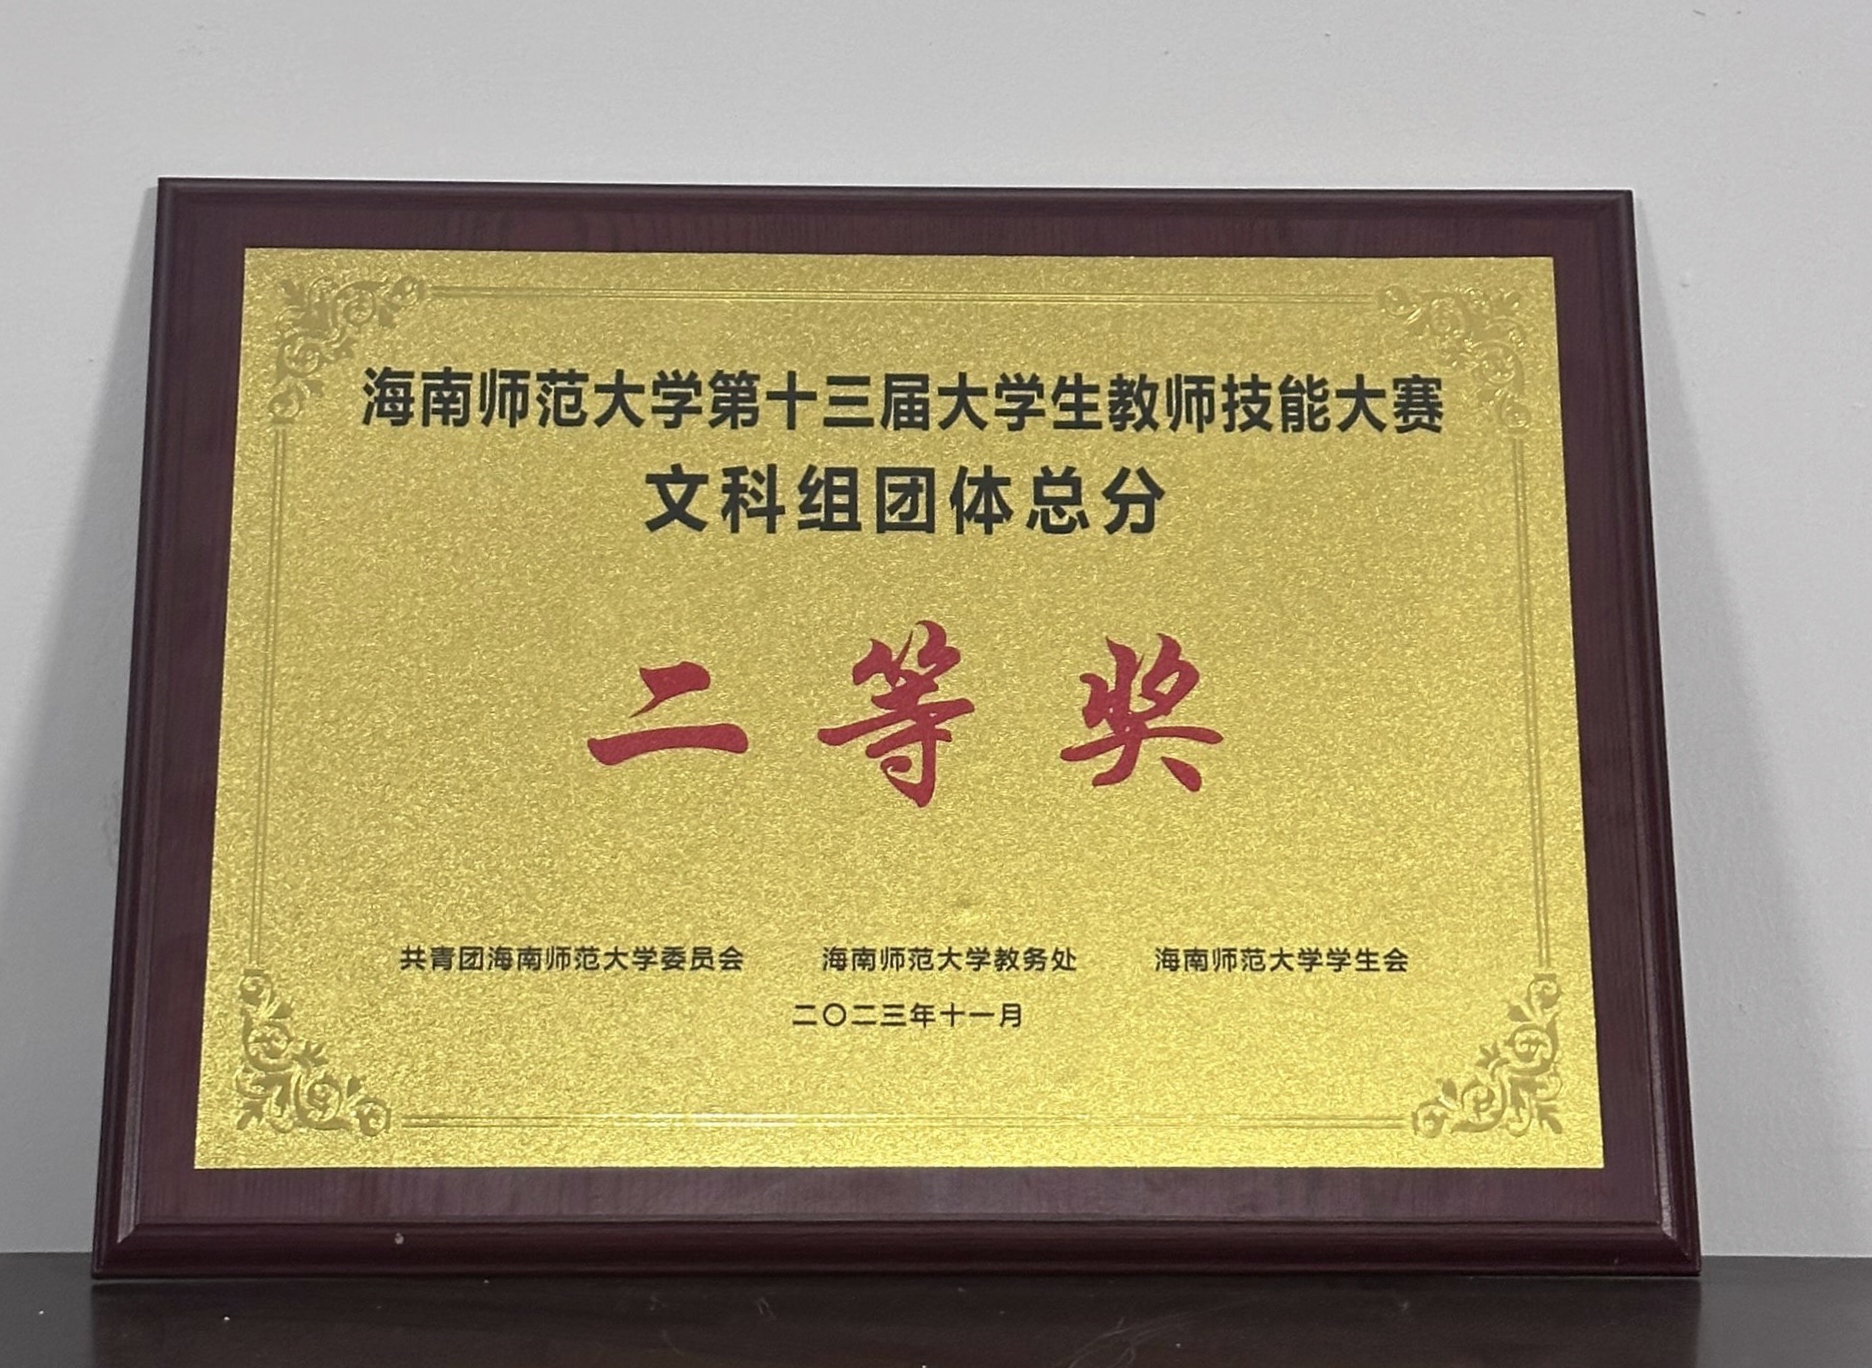 海南师范大学第十三届大学生教师技能大赛
文科组团体总分
二等奖
共青团海南师范大学委员会 海南师范大学教务处 海南师范大学学生会
二〇二三年十一月